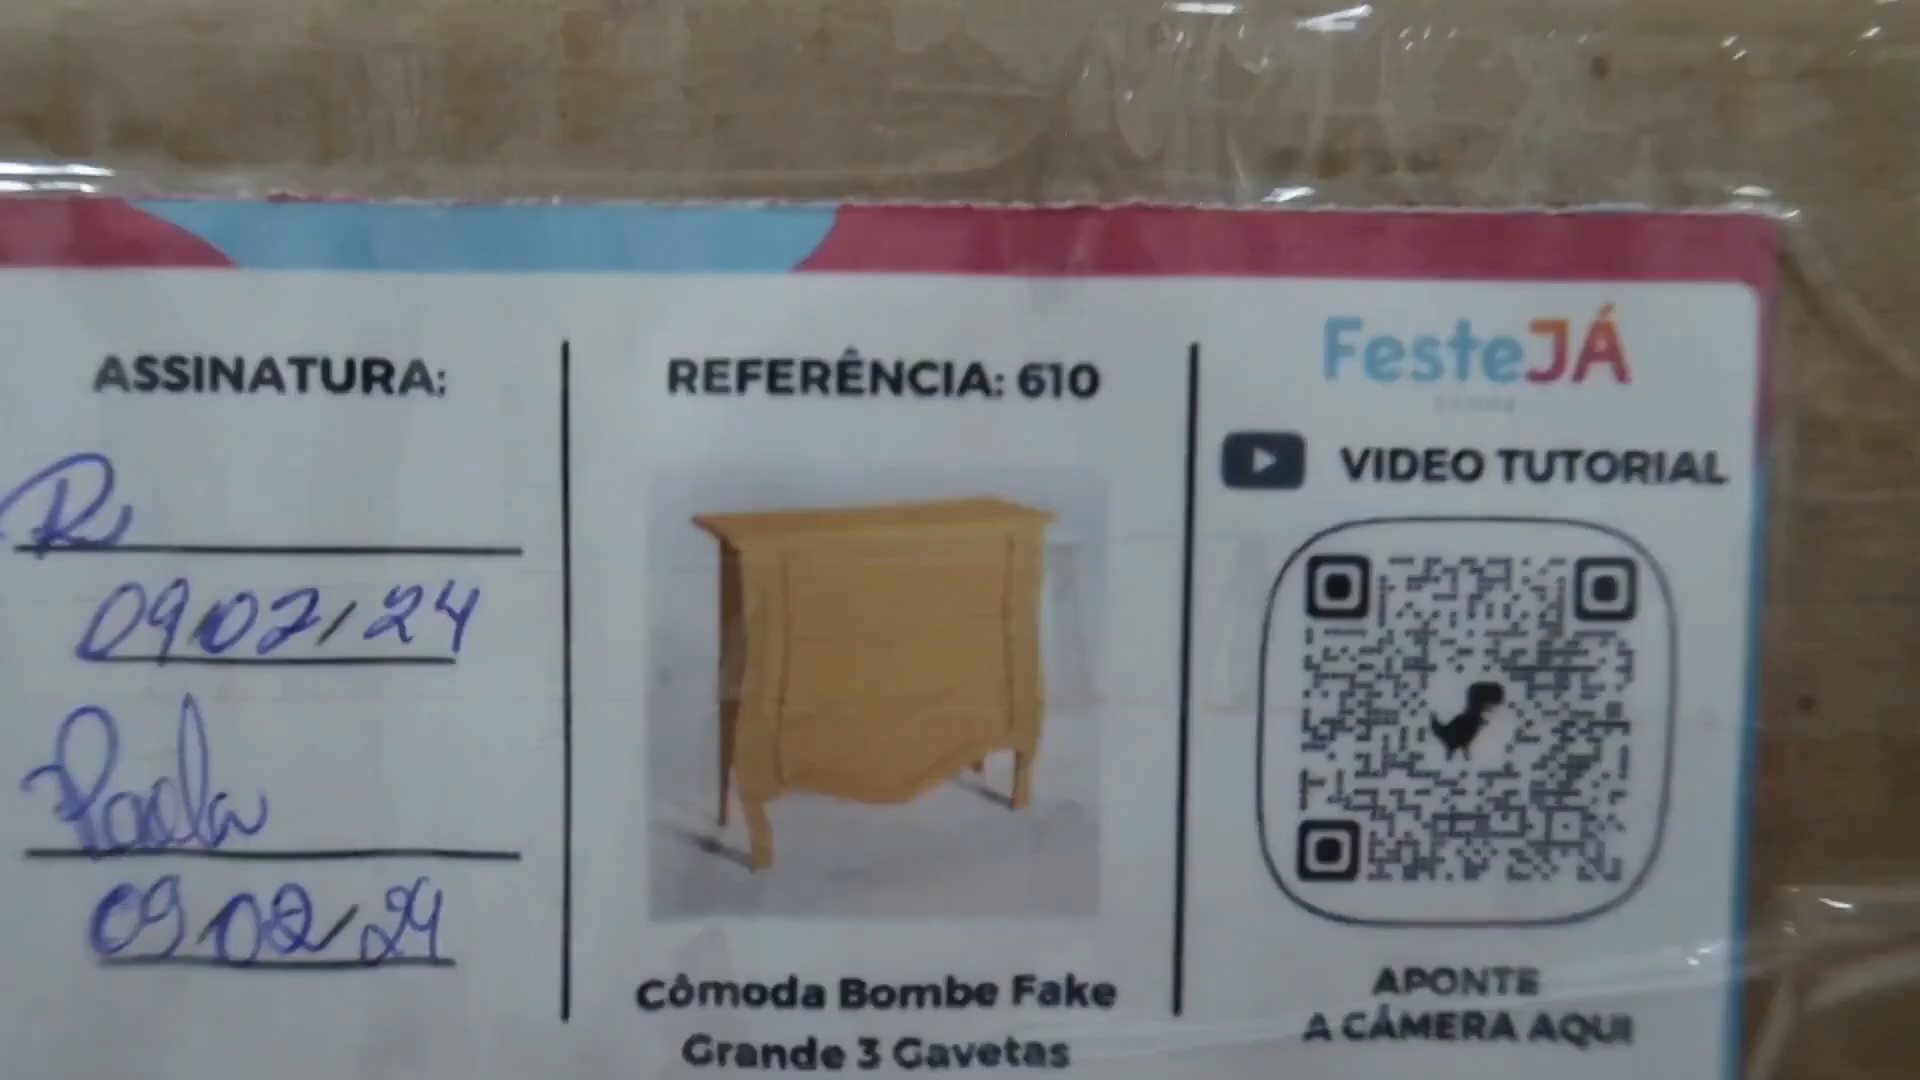 ASSINATURA:
R
09/02/24
Paola
09/02/24
REFERÊNCIA: 610
Cômoda Bombe Fake
Grande 3 Gavetas
FesteJÁ
VIDEO TUTORIAL
APONTE
A CÂMERA AQUI